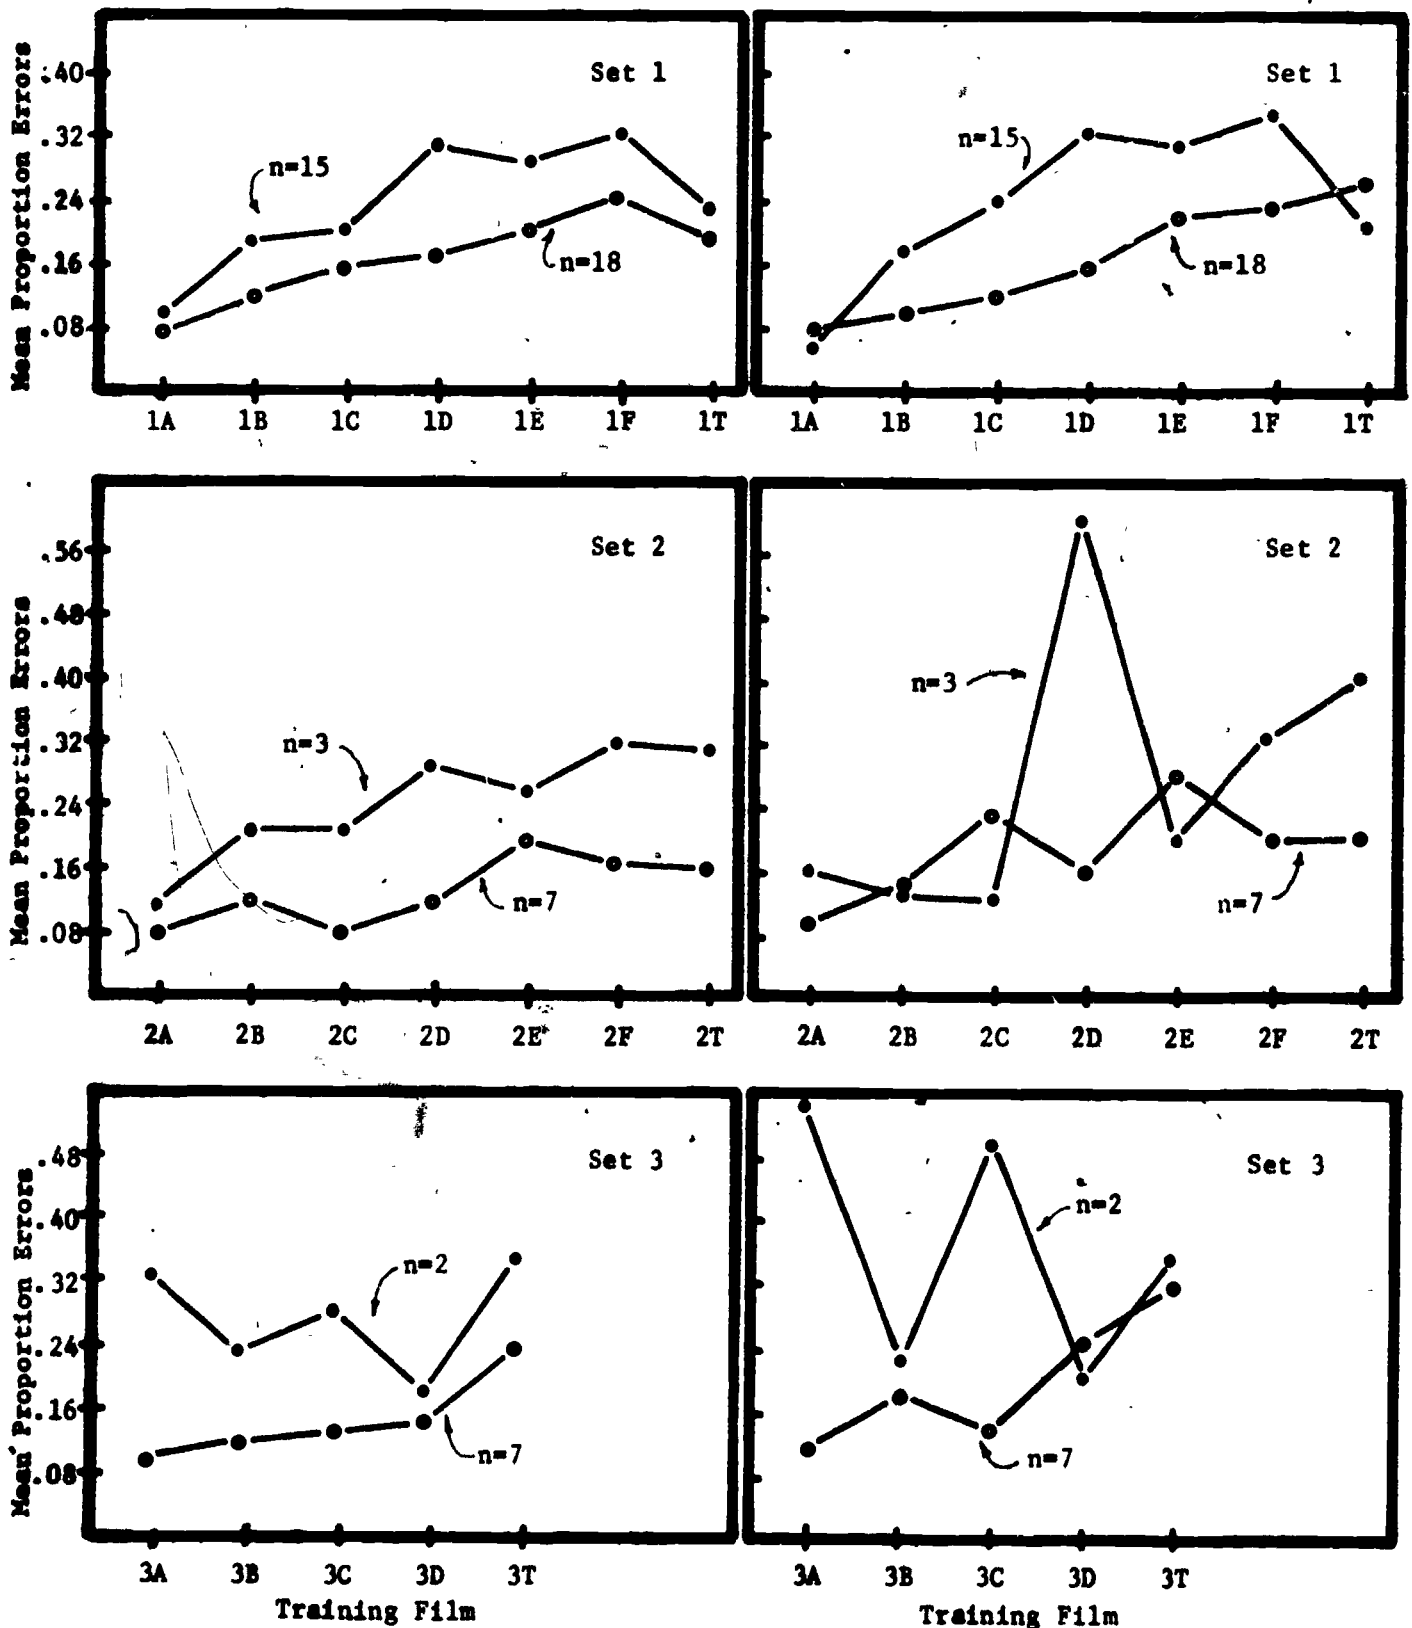 Mean Proportion Errors
.40
.32
.24
.16
.08
Set 1
n=15
n=18
1A 1B 1C 1D 1E 1F 1T
Set 1
n=15
n=18
1A 1B 1C 1D 1E 1F 1T
Mean Proportion Errors
.56
.48
.40
.32
.24
.16
.08
Set 2
n=3
n=7
2A 2B 2C 2D 2E 2F 2T
Set 2
n=3
n=7
2A 2B 2C 2D 2E 2F 2T
Mean Proportion Errors
.48
.40
.32
.24
.16
.08
Set 3
n=2
n=7
3A 3B 3C 3D 3T
Training Film
Set 3
n=2
n=7
3A 3B 3C 3D 3T
Training Film